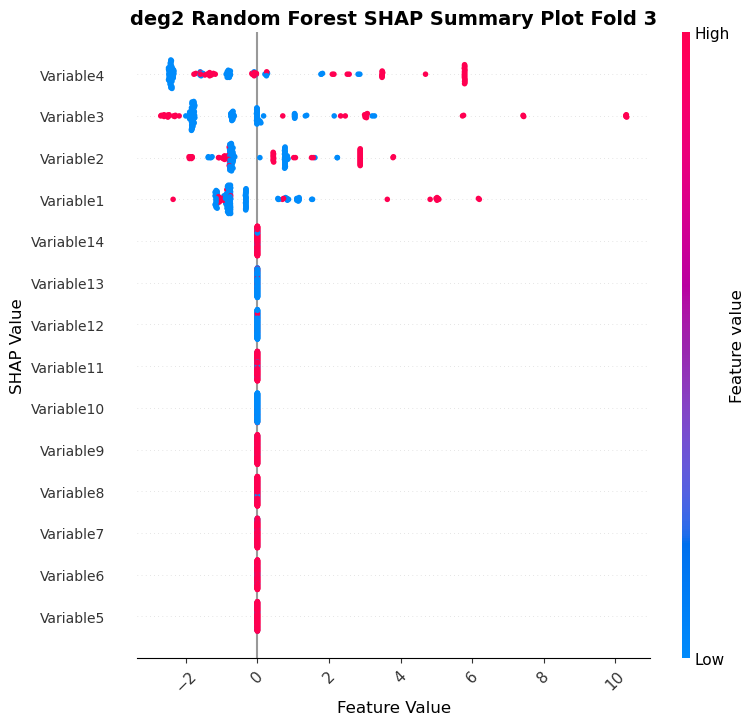 deg2 Random Forest SHAP Summary Plot Fold 3
High
Variable4
Variable3
Variable2
Variable1
Variable14
Variable13
Variable12
Variable11
Variable10
Variable9
Variable8
Variable7
Variable6
Variable5
SHAP Value
Feature value
Low
−2 0 2 4 6 8 10
Feature Value